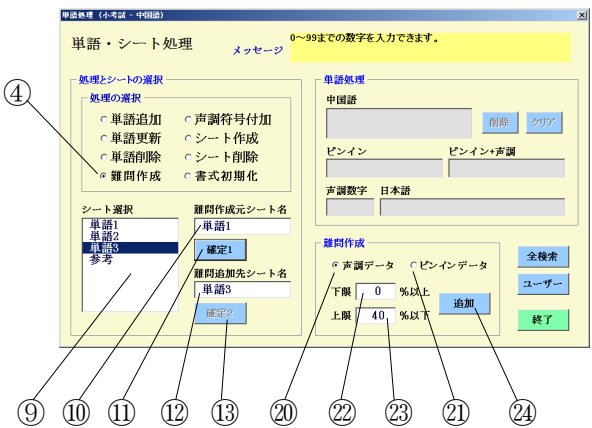 単語処理 (小考試 - 中国語)
単語・シート処理
メッセージ
0～99までの数字を入力できます。
処理とシートの選択
処理の選択
単語追加
声調符号付加
単語更新
シート作成
単語削除
シート削除
難問作成
書式初期化
④
シート選択
単語1
単語2
単語3
参考
難問作成元シート名
単語1
確定1
難問追加先シート名
単語3
確定2
単語処理
中国語
削除
クリア
ピンイン
ピンイン+声調
声調数字
日本語
難問作成
声調データ
ピンインデータ
下限
0
%以上
上限
40
%以下
追加
全検索
ユーザー
終了
⑨
⑩
⑪
⑫
⑬
⑳
㉒
㉓
㉑
㉔